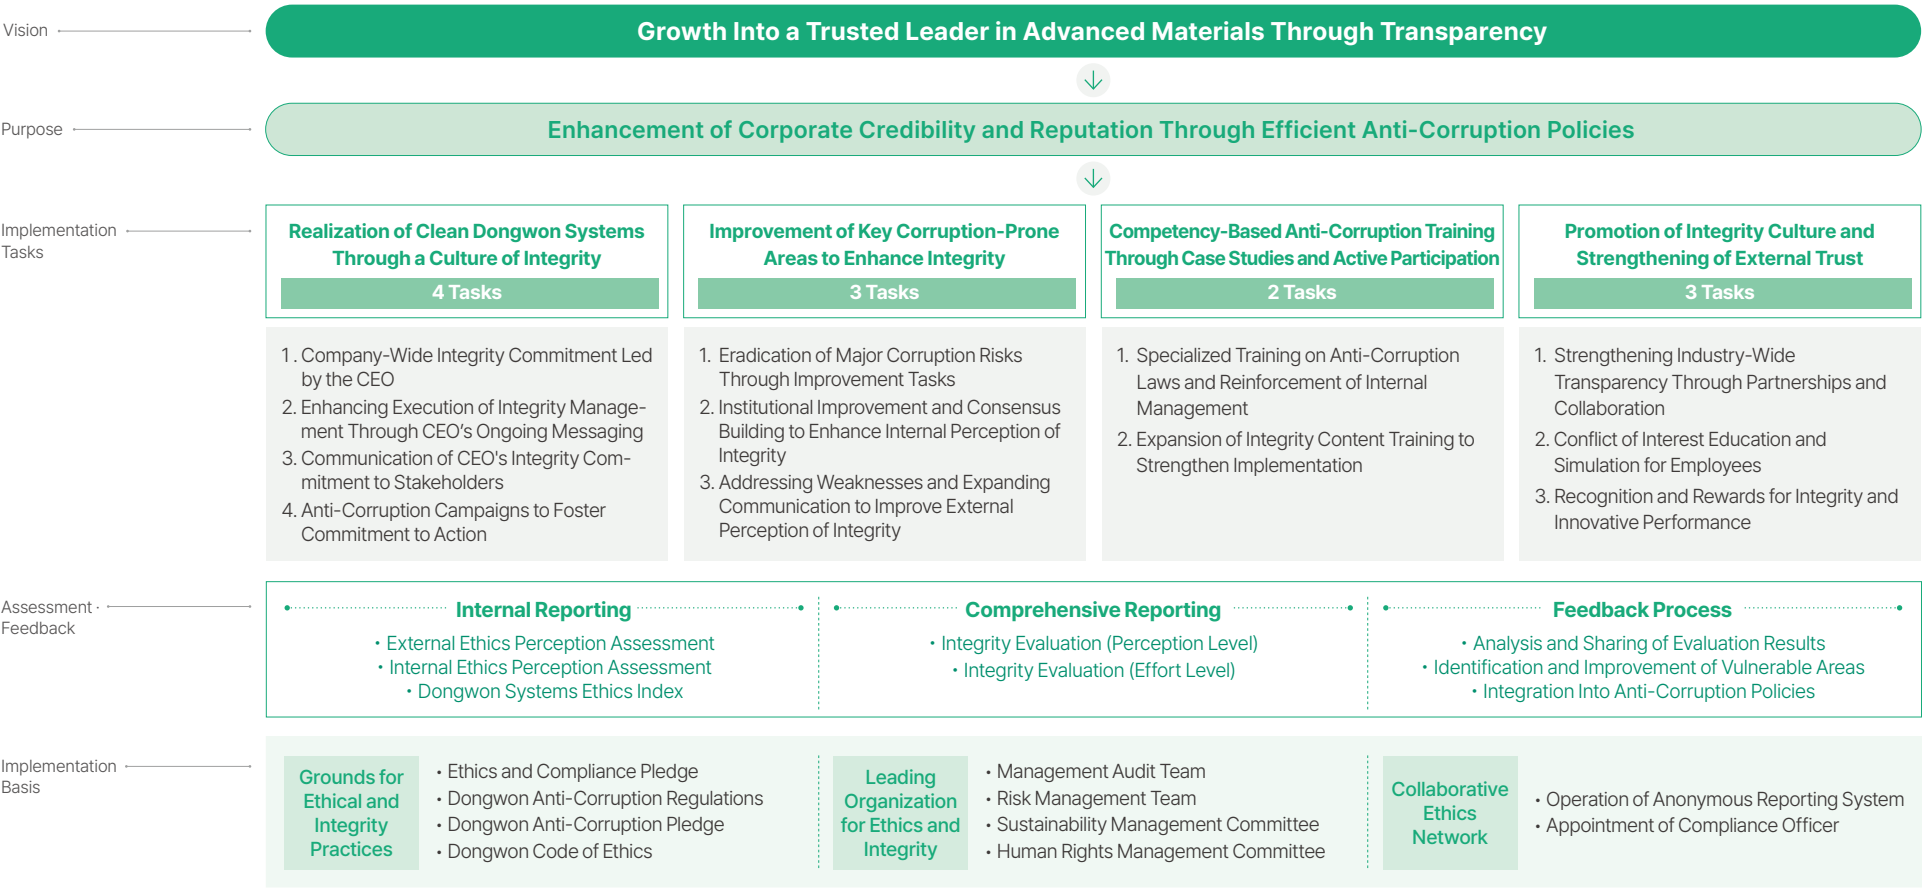 Vision
Growth Into a Trusted Leader in Advanced Materials Through Transparency
Purpose
Enhancement of Corporate Credibility and Reputation Through Efficient Anti-Corruption Policies
Implementation
Tasks
Realization of Clean Dongwon Systems
Through a Culture of Integrity
4 Tasks
1. Company-Wide Integrity Commitment Led
by the CEO
2. Enhancing Execution of Integrity Manage-
ment Through CEO’s Ongoing Messaging
3. Communication of CEO's Integrity Com-
mitment to Stakeholders
4. Anti-Corruption Campaigns to Foster
Commitment to Action
Improvement of Key Corruption-Prone
Areas to Enhance Integrity
3 Tasks
1. Eradication of Major Corruption Risks
Through Improvement Tasks
2. Institutional Improvement and Consensus
Building to Enhance Internal Perception of
Integrity
3. Addressing Weaknesses and Expanding
Communication to Improve External
Perception of Integrity
Competency-Based Anti-Corruption Training
Through Case Studies and Active Participation
2 Tasks
1. Specialized Training on Anti-Corruption
Laws and Reinforcement of Internal
Management
2. Expansion of Integrity Content Training to
Strengthen Implementation
Promotion of Integrity Culture and
Strengthening of External Trust
3 Tasks
1. Strengthening Industry-Wide
Transparency Through Partnerships and
Collaboration
2. Conflict of Interest Education and
Simulation for Employees
3. Recognition and Rewards for Integrity and
Innovative Performance
Assessment ·
Feedback
Internal Reporting
• External Ethics Perception Assessment
• Internal Ethics Perception Assessment
• Dongwon Systems Ethics Index
Comprehensive Reporting
• Integrity Evaluation (Perception Level)
• Integrity Evaluation (Effort Level)
Feedback Process
• Analysis and Sharing of Evaluation Results
• Identification and Improvement of Vulnerable Areas
• Integration Into Anti-Corruption Policies
Implementation
Basis
Grounds for
Ethical and
Integrity
Practices
• Ethics and Compliance Pledge
• Dongwon Anti-Corruption Regulations
• Dongwon Anti-Corruption Pledge
• Dongwon Code of Ethics
Leading
Organization
for Ethics and
Integrity
• Management Audit Team
• Risk Management Team
• Sustainability Management Committee
• Human Rights Management Committee
Collaborative
Ethics
Network
• Operation of Anonymous Reporting System
• Appointment of Compliance Officer